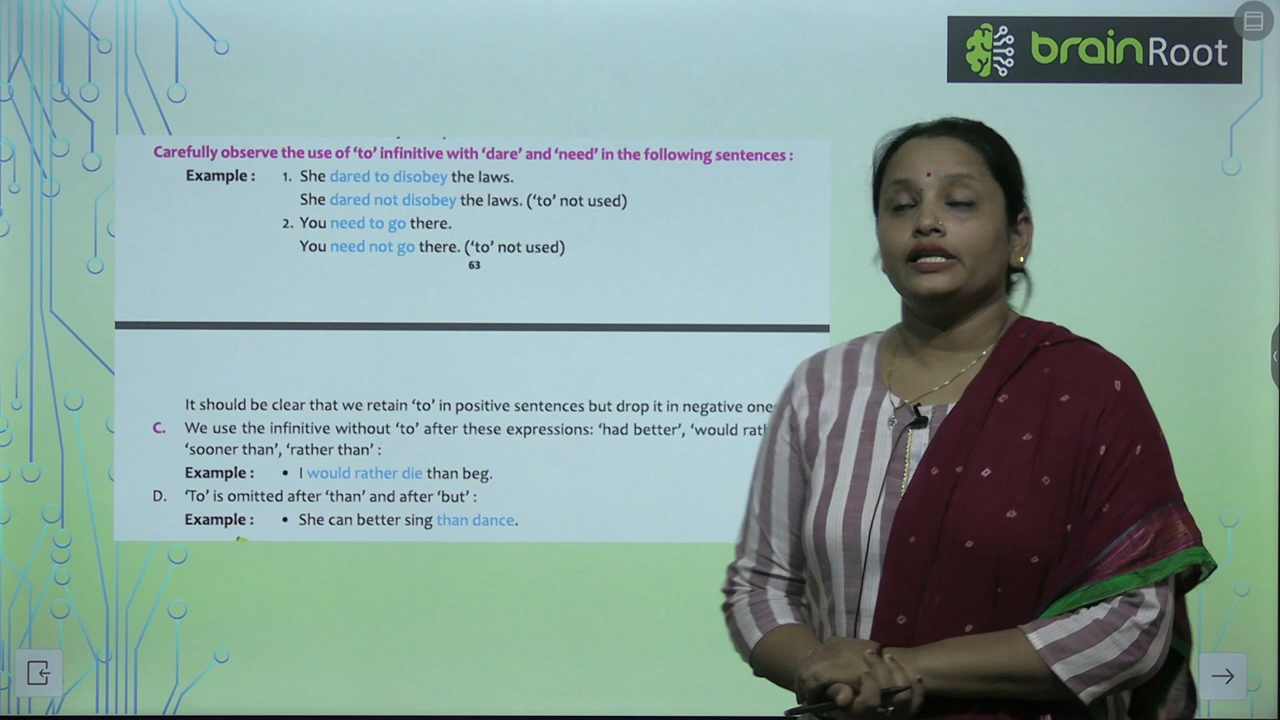 brainRoot
Carefully observe the use of ‘to’ infinitive with ‘dare’ and ‘need’ in the following sentences :
Example : 1. She dared to disobey the laws.
She dared not disobey the laws. (‘to’ not used)
2. You need to go there.
You need not go there. (‘to’ not used)
63
It should be clear that we retain ‘to’ in positive sentences but drop it in negative one
C. We use the infinitive without ‘to’ after these expressions: ‘had better’, ‘would rat
‘sooner than’, ‘rather than’ :
Example : • I would rather die than beg.
D. ‘To’ is omitted after ‘than’ and after ‘but’ :
Example : • She can better sing than dance.